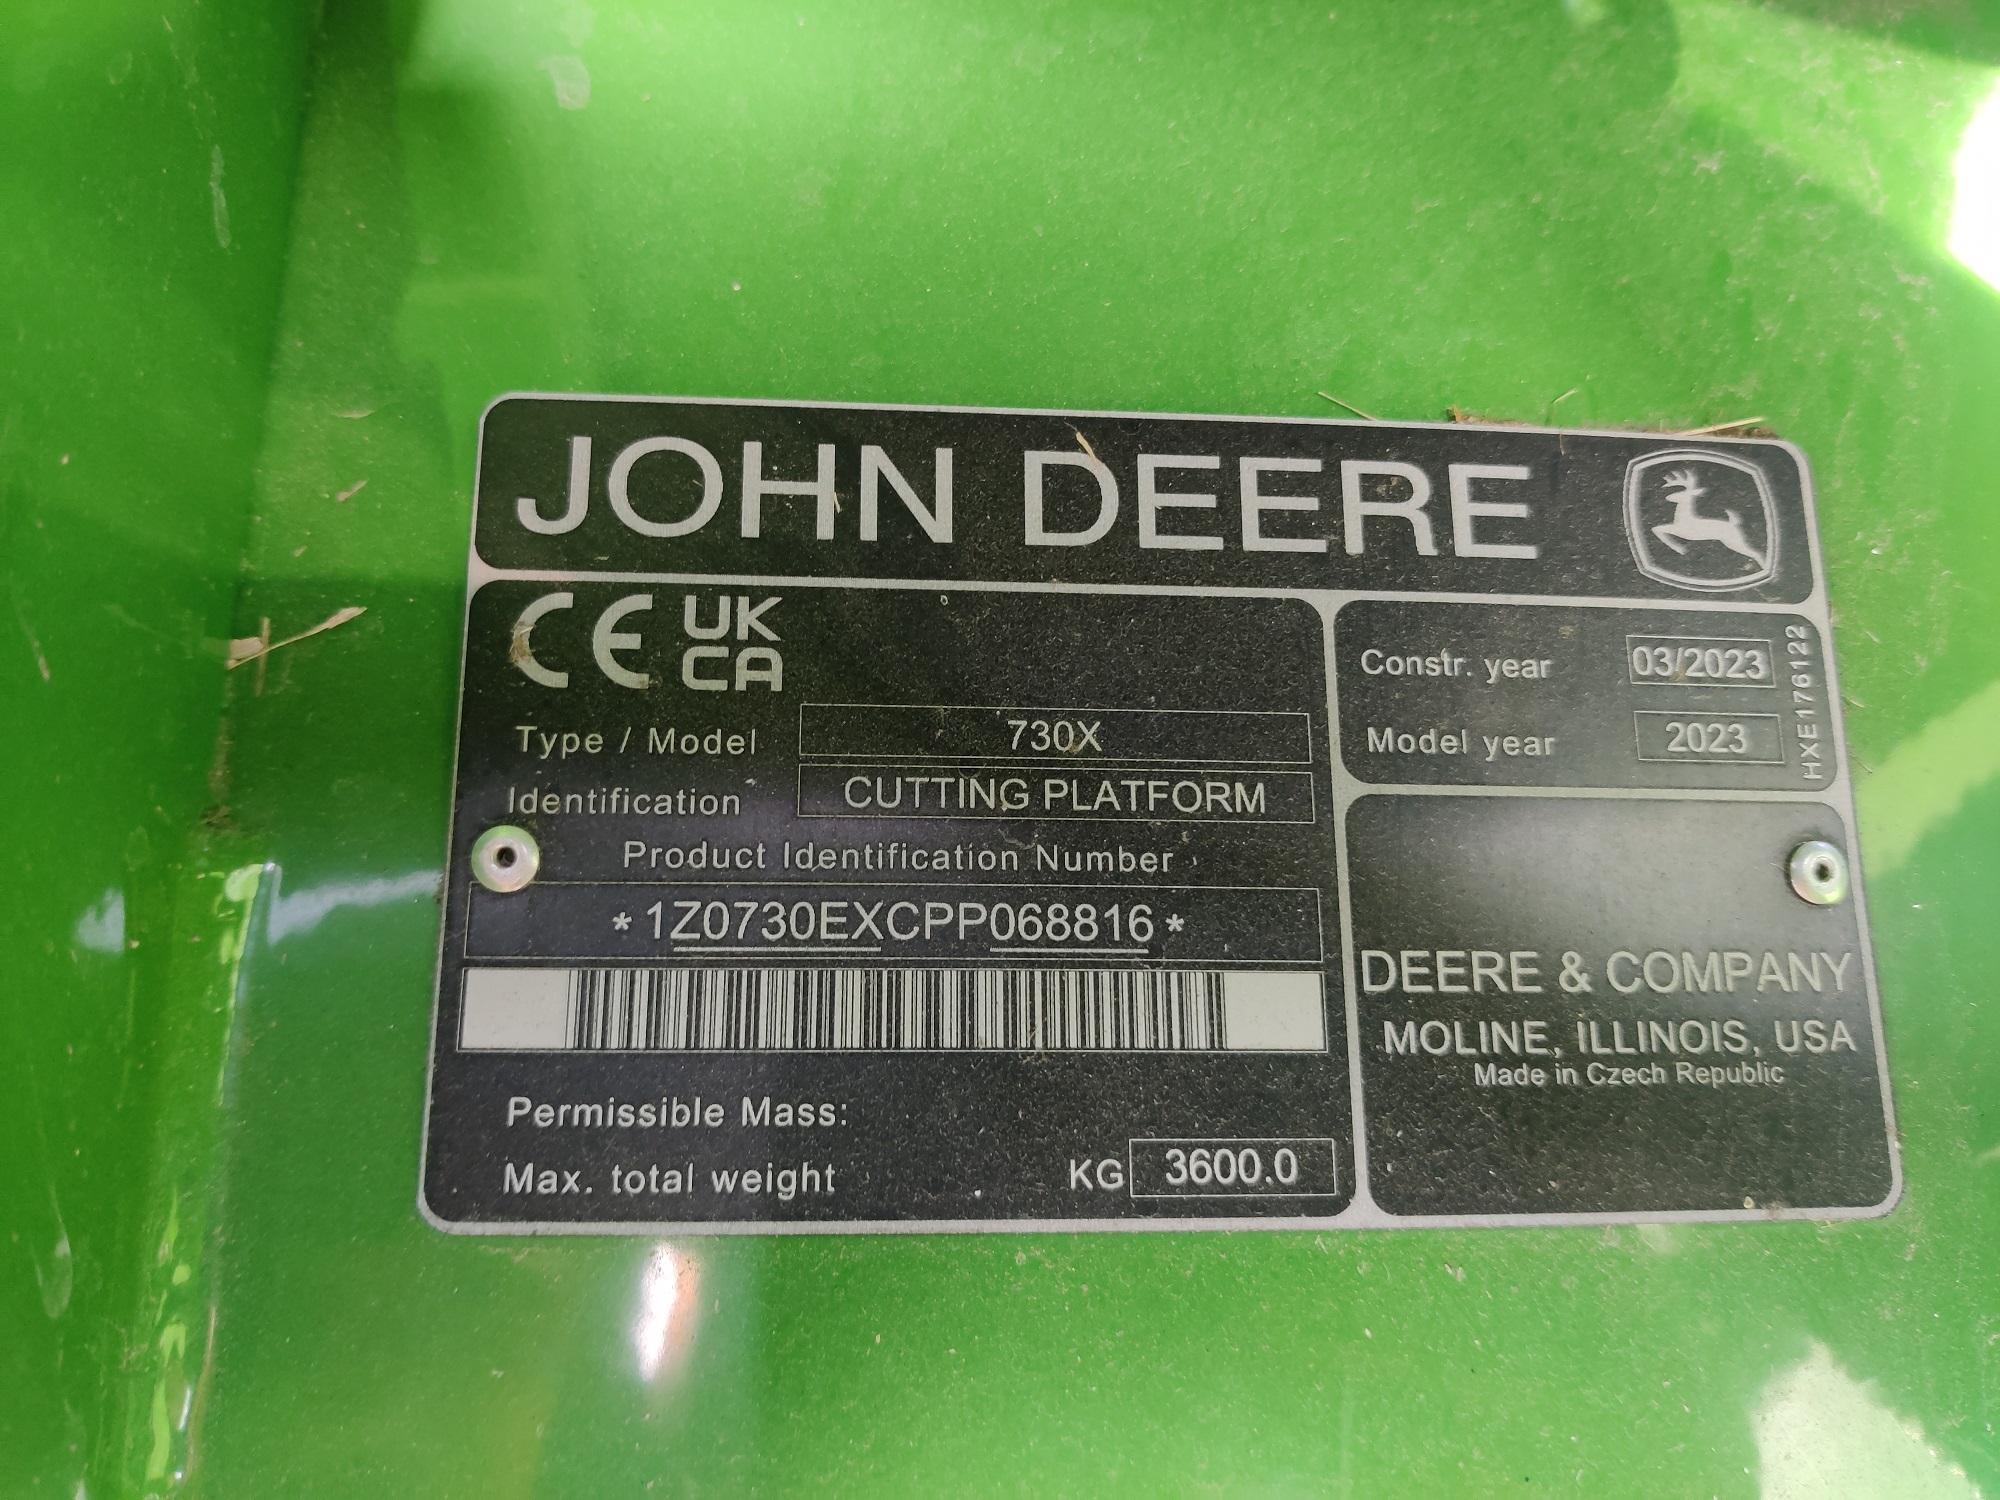 JOHN DEERE
CE UK CA
Type / Model 730X
Identification CUTTING PLATFORM
Product Identification Number
*1Z0730EXCPP068816*
Permissible Mass:
Max. total weight KG 3600.0
Constr. year 03/2023
Model year 2023
HXE176122
DEERE & COMPANY
MOLINE, ILLINOIS, USA
Made in Czech Republic